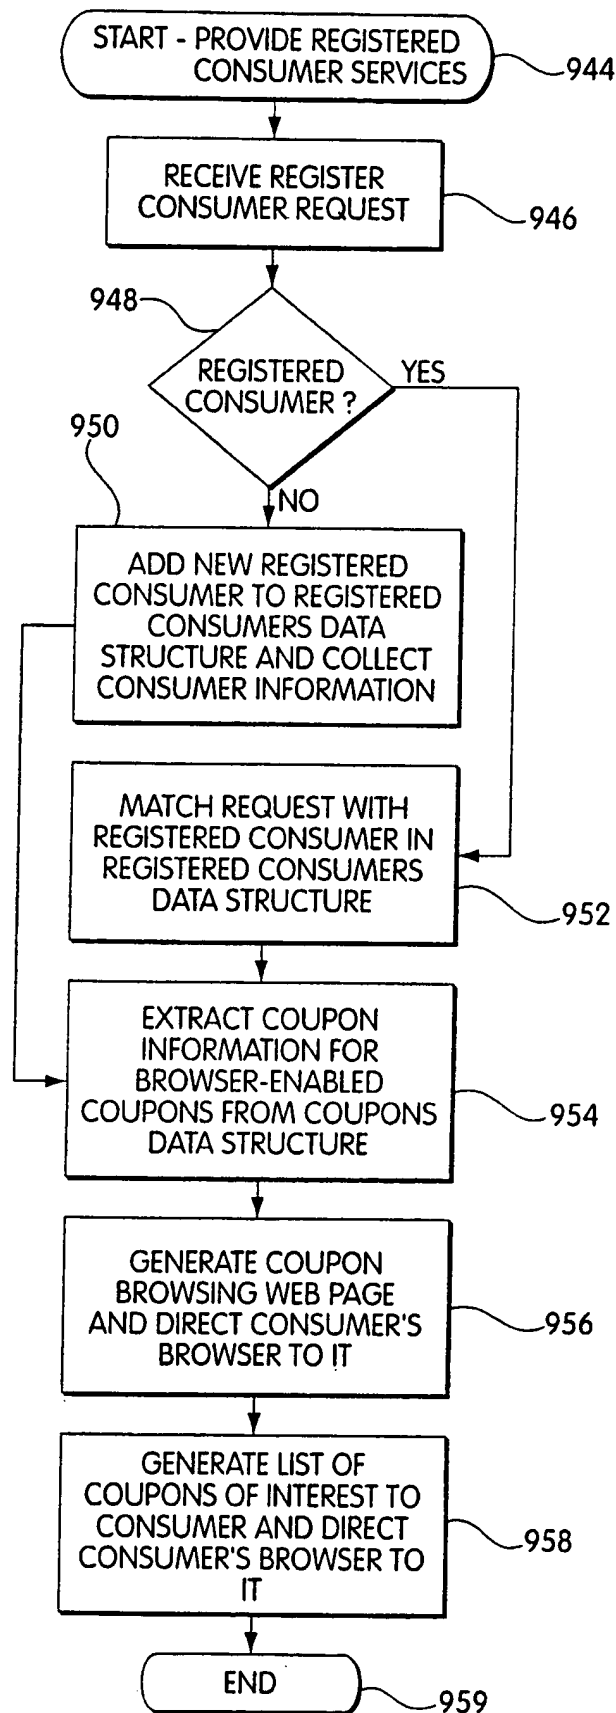 START - PROVIDE REGISTERED
CONSUMER SERVICES
944
RECEIVE REGISTER
CONSUMER REQUEST
946
948
REGISTERED
CONSUMER ?
YES
950
NO
ADD NEW REGISTERED
CONSUMER TO REGISTERED
CONSUMERS DATA
STRUCTURE AND COLLECT
CONSUMER INFORMATION
MATCH REQUEST WITH
REGISTERED CONSUMER IN
REGISTERED CONSUMERS
DATA STRUCTURE
952
EXTRACT COUPON
INFORMATION FOR
BROWSER-ENABLED
COUPONS FROM COUPONS
DATA STRUCTURE
954
GENERATE COUPON
BROWSING WEB PAGE
AND DIRECT CONSUMER'S
BROWSER TO IT
956
GENERATE LIST OF
COUPONS OF INTEREST TO
CONSUMER AND DIRECT
CONSUMER'S BROWSER TO
IT
958
END
959